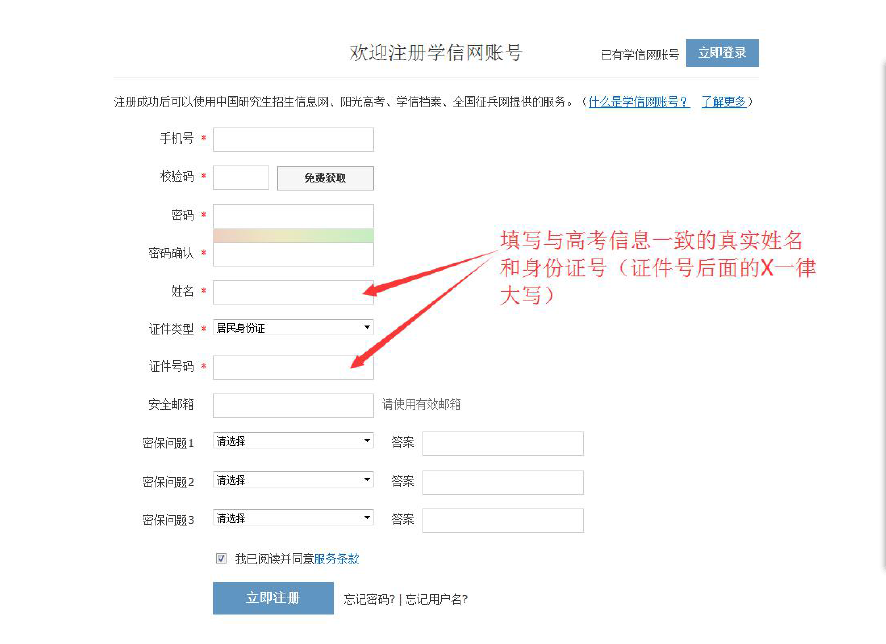 欢迎注册学信网账号
已有学信网账号 立即登录
注册成功后可以使用中国研究生招生信息网、阳光高考、学信档案、全国征兵网提供的服务。（什么是学信网账号？ 了解更多）
手机号 *
校验码 * 免费获取
密码 *
密码确认 *
填写与高考信息一致的真实姓名
和身份证号（证件号后面的X一律
大写）
姓名 *
证件类型 * 居民身份证
证件号码 *
安全邮箱 请使用有效邮箱
密保问题1 请选择 答案
密保问题2 请选择 答案
密保问题3 请选择 答案
我已阅读并同意服务条款
立即注册 忘记密码? | 忘记用户名?